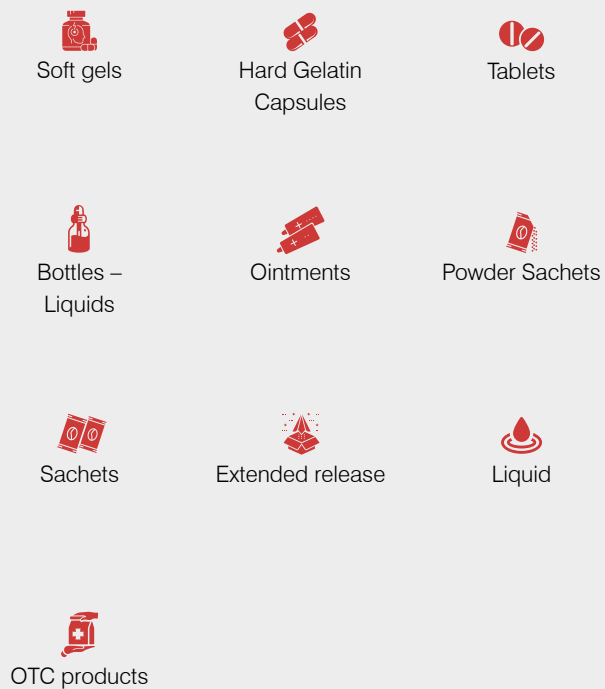 Soft gels
Hard Gelatin
Capsules
Tablets
Bottles –
Liquids
Ointments
Powder Sachets
Sachets
Extended release
Liquid
OTC products